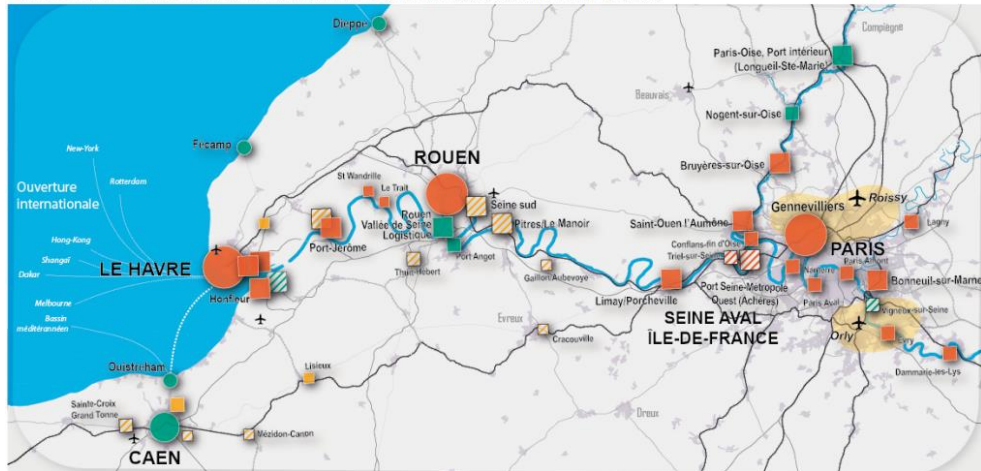 Dieppe
Compiègne
Paris-Oise, Port intérieur
(Longueil-Ste-Marie)
Beauvais
Nogent-sur-Oise
Fécamp
New-York
Rotterdam
Ouverture
internationale
Hong-Kong
Shangaï
Dakar
Melbourne
Bassin
méditérannéen
LE HAVRE
Honfleur
Port-Jérôme
St Wandrille
Le Trait
ROUEN
Rouen
Vallée de Seine
Logistique
Seine sud
Pitres/Le Manoir
Port Angot
Thuit-Hebert
Gaillon/Aubevoye
Bruyères-sur-Oise
Saint-Ouen l'Aumône
Gennevilliers
Roissy
Lagny
Conflans-fin d'Oise
Triel-sur-Seine
PARIS
Nanterre
Paris Amont
Bonneuil-sur-Marne
Limay/Porcheville
Port Seine-Metropole
Ouest (Achères)
Paris Aval
Vigneux-sur-Seine
SEINE AVAL
ÎLE-DE-FRANCE
Orly
Evry
Dammarie-les-Lys
Evreux
Cracouville
Ouistreham
Lisieux
Sainte-Croix
Grand Tonne
Mézidon-Canon
Dreux
CAEN